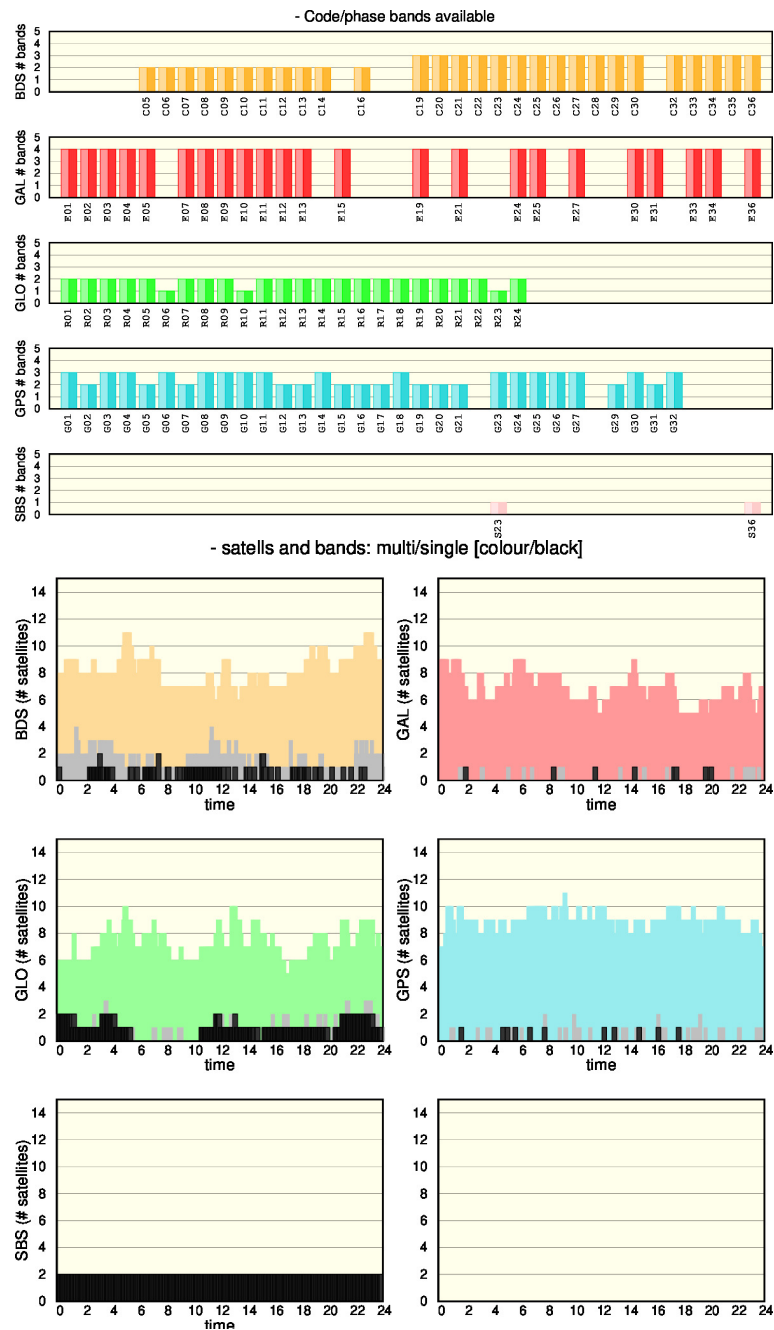 - Code/phase bands available
BDS # bands
5
4
3
2
1
0
C05 C06 C07 C08 C09 C10 C11 C12 C13 C14 C16 C19 C20 C21 C22 C23 C24 C25 C26 C27 C28 C29 C30 C32 C33 C34 C35 C36
GAL # bands
5
4
3
2
1
0
E01 E02 E03 E04 E05 E07 E08 E09 E10 E11 E12 E13 E15 E19 E21 E24 E25 E27 E30 E31 E33 E34 E36
GLO # bands
5
4
3
2
1
0
R01 R02 R03 R04 R05 R06 R07 R08 R09 R10 R11 R12 R13 R14 R15 R16 R17 R18 R19 R20 R21 R22 R23 R24
GPS # bands
5
4
3
2
1
0
G01 G02 G03 G04 G05 G06 G07 G08 G09 G10 G11 G12 G13 G14 G15 G16 G17 G18 G19 G20 G21 G23 G24 G25 G26 G27 G29 G30 G31 G32
SBS # bands
5
4
3
2
1
0
S23 S36
- satells and bands: multi/single [colour/black]
BDS (# satellites)
14
12
10
8
6
4
2
0
0 2 4 6 8 10 12 14 16 18 20 22 24
time
GAL (# satellites)
14
12
10
8
6
4
2
0
0 2 4 6 8 10 12 14 16 18 20 22 24
time
GLO (# satellites)
14
12
10
8
6
4
2
0
0 2 4 6 8 10 12 14 16 18 20 22 24
time
GPS (# satellites)
14
12
10
8
6
4
2
0
0 2 4 6 8 10 12 14 16 18 20 22 24
time
SBS (# satellites)
14
12
10
8
6
4
2
0
0 2 4 6 8 10 12 14 16 18 20 22 24
time
14
12
10
8
6
4
2
0
0 2 4 6 8 10 12 14 16 18 20 22 24